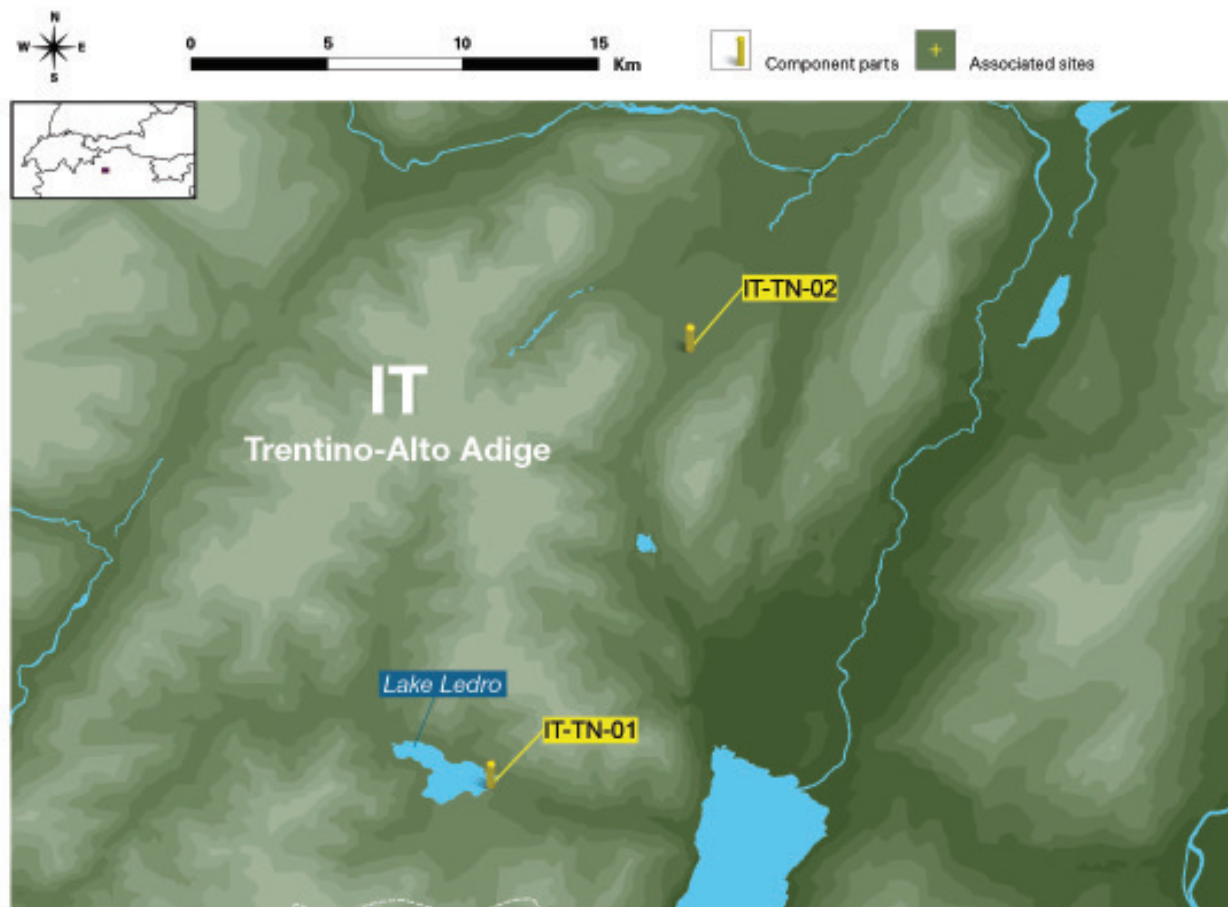 N
W E
S
0 5 10 15
Km
Component parts
Associated sites
IT-TN-02
IT
Trentino-Alto Adige
Lake Ledro
IT-TN-01